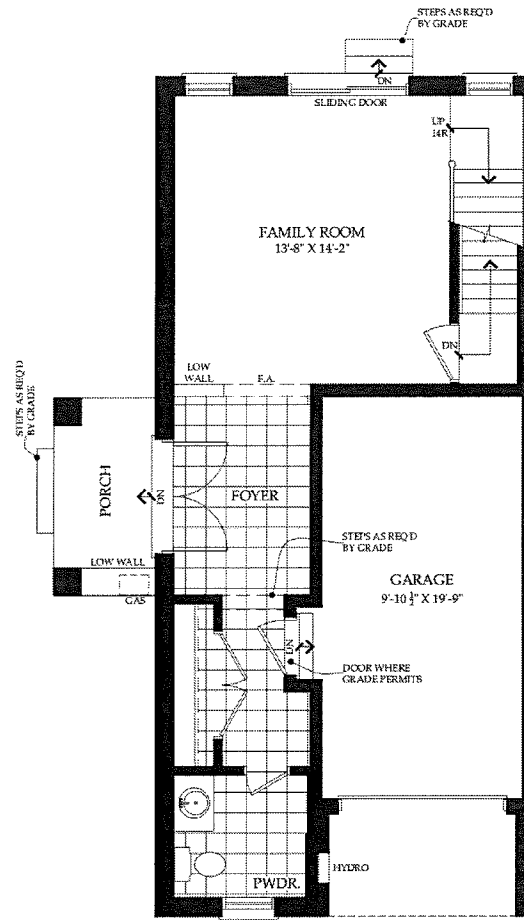 STEPS AS REQ'D
BY GRADE
DN
SLIDING DOOR
UP
14R
FAMILY ROOM
13'-8" X 14'-2"
DN
LOW
WALL
F.A.
STEPS AS REQ'D
BY GRADE
PORCH
DN
FOYER
LOW WALL
GAS
STEPS AS REQ'D
BY GRADE
GARAGE
9'-10 1/2" X 19'-9"
DN
DOOR WHERE
GRADE PERMITS
HYDRO
PWDR.